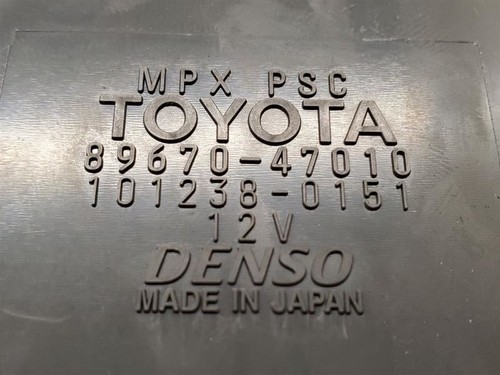 MPX PSC
TOYOTA
89670-47010
101238-0151
12V
DENSO
MADE IN JAPAN